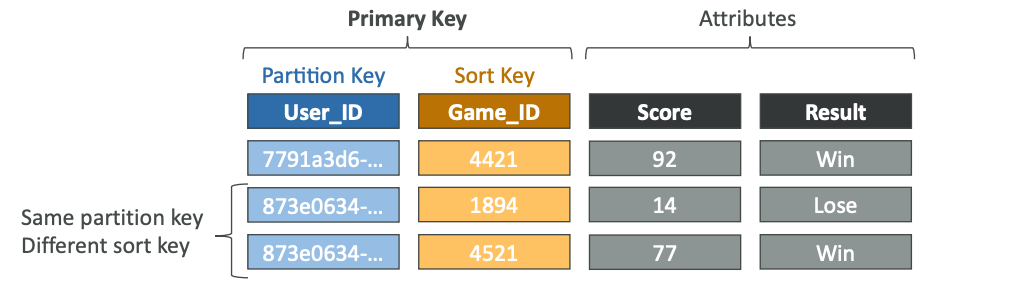 Primary Key Attributes
Partition Key Sort Key
User_ID Game_ID Score Result
7791a3d6-... 4421 92 Win
873e0634-... 1894 14 Lose
Same partition key
Different sort key
873e0634-... 4521 77 Win